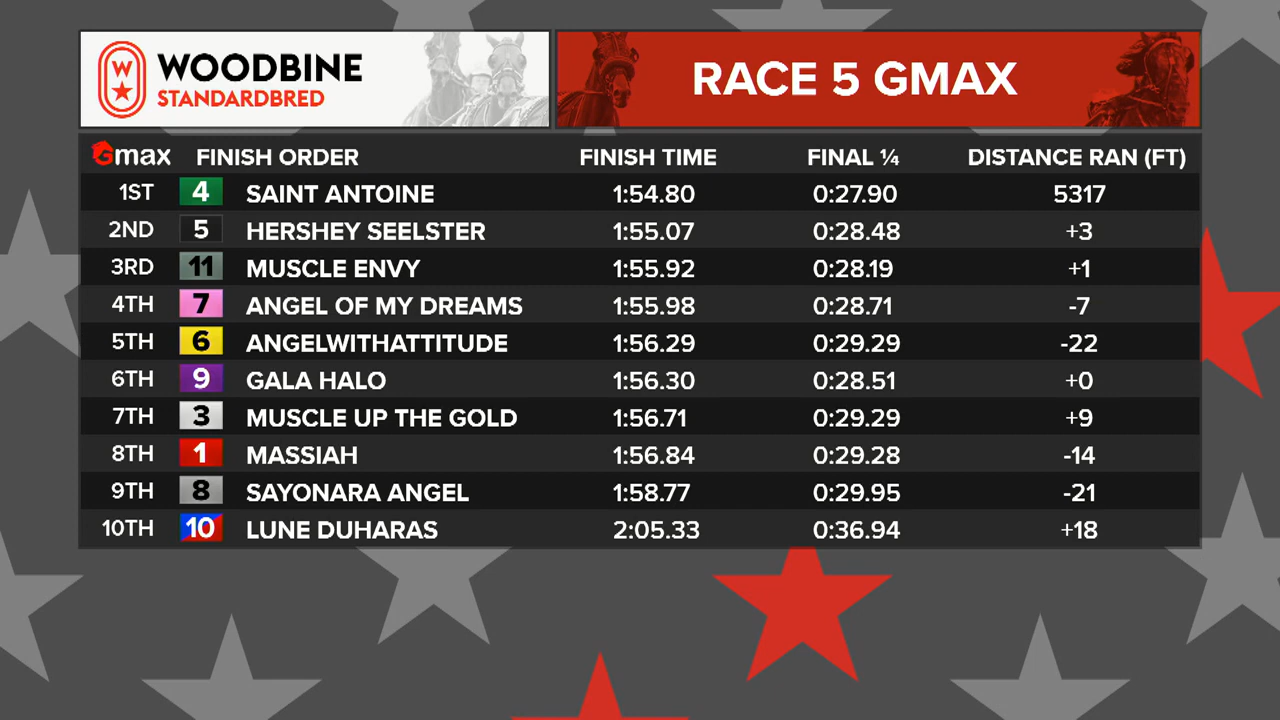 W
WOODBINE
STANDARDBRED
RACE 5 GMAX
Gmax FINISH ORDER FINISH TIME FINAL ¼ DISTANCE RAN (FT)
1ST 4 SAINT ANTOINE 1:54.80 0:27.90 5317
2ND 5 HERSHEY SEELSTER 1:55.07 0:28.48 +3
3RD 11 MUSCLE ENVY 1:55.92 0:28.19 +1
4TH 7 ANGEL OF MY DREAMS 1:55.98 0:28.71 -7
5TH 6 ANGELWITHATTITUDE 1:56.29 0:29.29 -22
6TH 9 GALA HALO 1:56.30 0:28.51 +0
7TH 3 MUSCLE UP THE GOLD 1:56.71 0:29.29 +9
8TH 1 MASSIAH 1:56.84 0:29.28 -14
9TH 8 SAYONARA ANGEL 1:58.77 0:29.95 -21
10TH 10 LUNE DUHARAS 2:05.33 0:36.94 +18